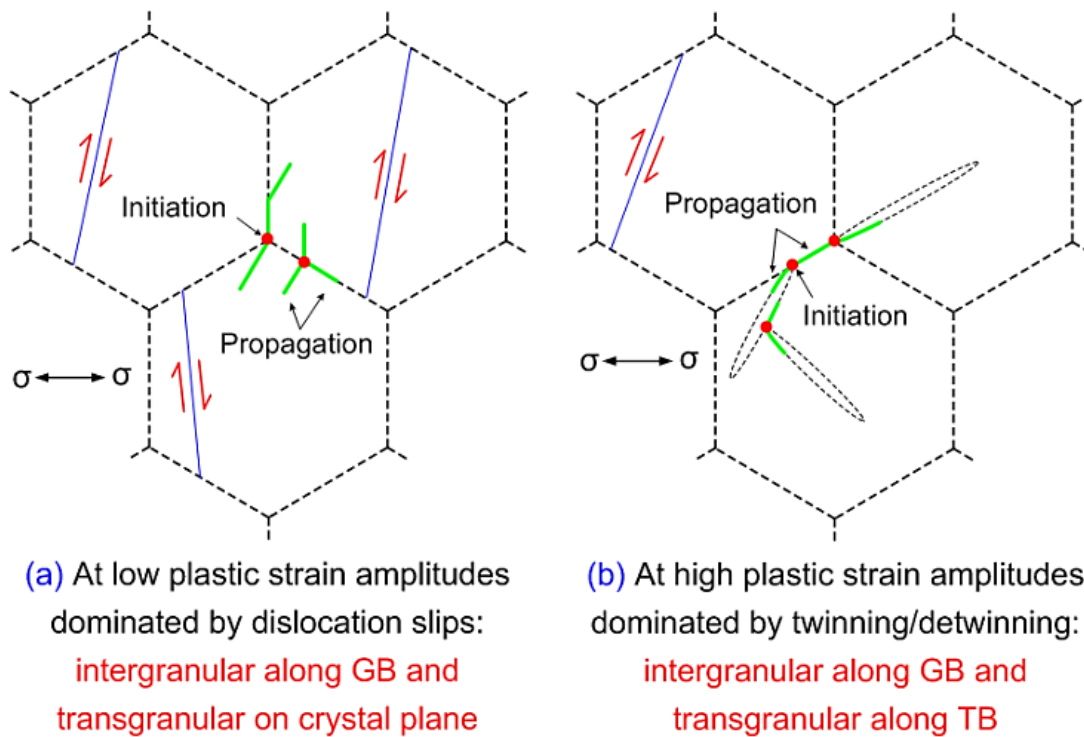 Initiation
Propagation
σ σ
(a) At low plastic strain amplitudes
dominated by dislocation slips:
intergranular along GB and
transgranular on crystal plane
Propagation
Initiation
σ σ
(b) At high plastic strain amplitudes
dominated by twinning/detwinning:
intergranular along GB and
transgranular along TB